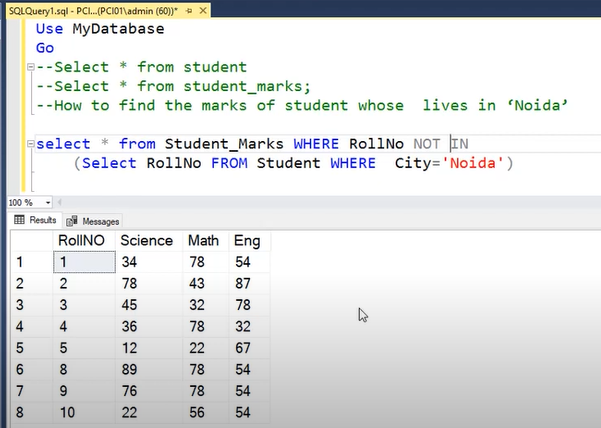 SQLQuery1.sql - PCI...(PCI01\admin (60))*
Use MyDatabase
Go
--Select * from student
--Select * from student_marks;
--How to find the marks of student whose  lives in ‘Noida’
select * from Student_Marks WHERE RollNo NOT IN
(Select RollNo FROM Student WHERE  City='Noida')
100 %
Results Messages
RollNO Science Math Eng
1 1 34 78 54
2 2 78 43 87
3 3 45 32 78
4 4 36 78 32
5 5 12 22 67
6 8 89 78 54
7 9 76 78 54
8 10 22 56 54